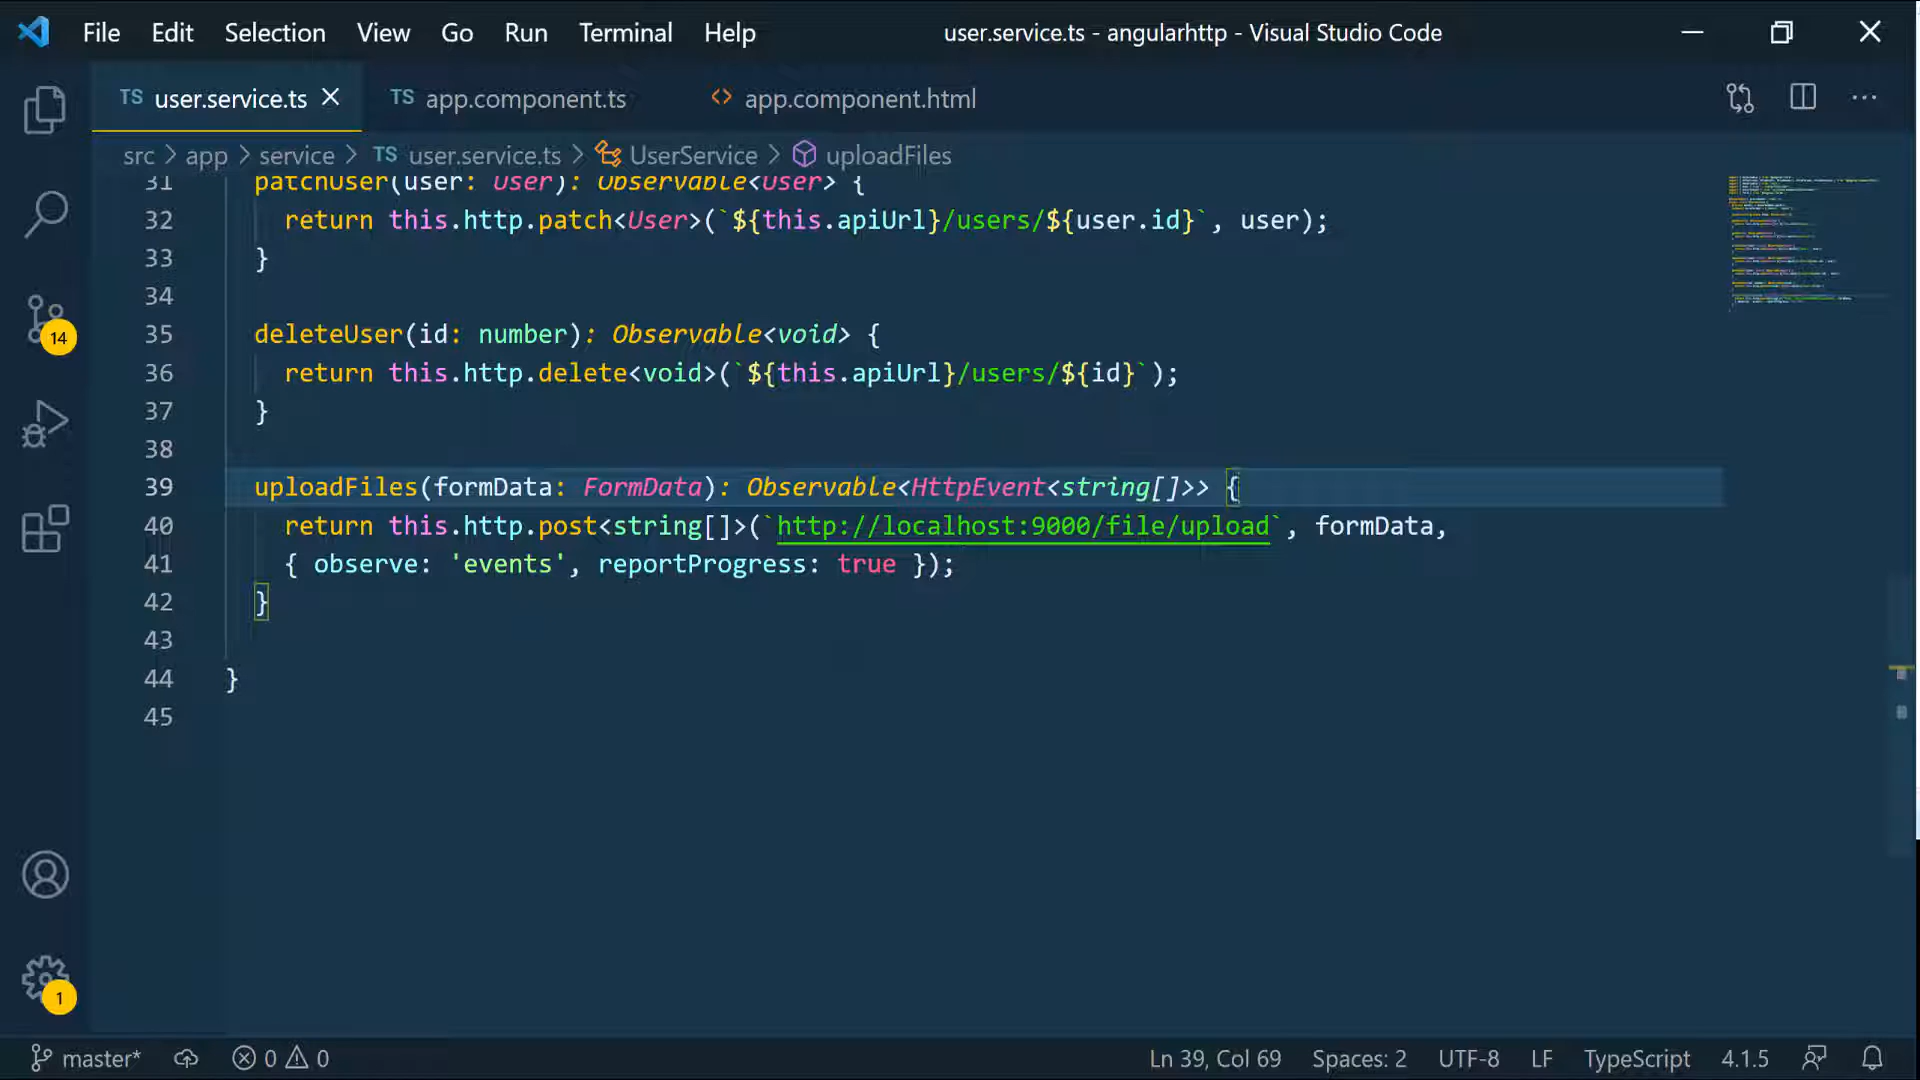 File Edit Selection View Go Run Terminal Help user.service.ts - angularhttp - Visual Studio Code
TS user.service.ts TS app.component.ts <> app.component.html ...
src > app > service > TS user.service.ts > UserService > uploadFiles
31 patchUser(user: User): Observable<User> {
32 return this.http.patch<User>(`${this.apiUrl}/users/${user.id}`, user);
33 }
34
35 deleteUser(id: number): Observable<void> {
36 return this.http.delete<void>(`${this.apiUrl}/users/${id}`);
37 }
38
39 uploadFiles(formData: FormData): Observable<HttpEvent<string[]>> {
40 return this.http.post<string[]>(`http://localhost:9000/file/upload`, formData,
41 { observe: 'events', reportProgress: true });
42 }
43
44 }
45
14
1
master* 0 0 Ln 39, Col 69 Spaces: 2 UTF-8 LF TypeScript 4.1.5